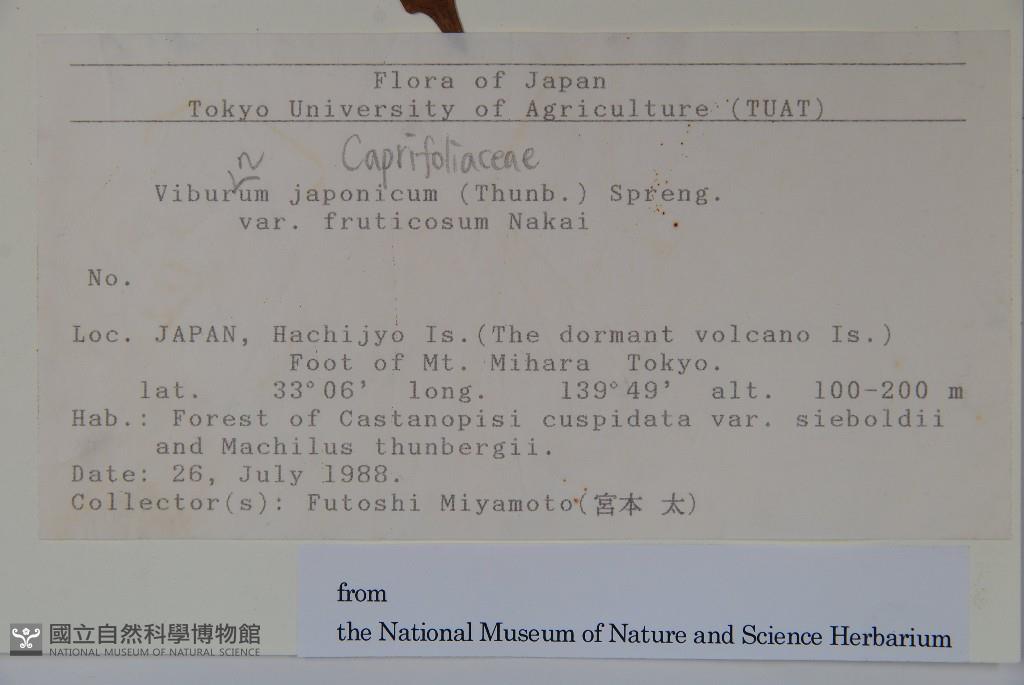 Flora of Japan
Tokyo University of Agriculture (TUAT)
Caprifoliaceae
n
Viburum japonicum (Thunb.) Spreng.
var. fruticosum Nakai
No.
Loc. JAPAN, Hachijyo Is.(The dormant volcano Is.)
Foot of Mt. Mihara Tokyo.
lat. 33°06' long. 139°49' alt. 100-200 m
Hab.: Forest of Castanopisi cuspidata var. sieboldii
and Machilus thunbergii.
Date: 26, July 1988.
Collector(s): Futoshi Miyamoto(宮本 太)
from
the National Museum of Nature and Science Herbarium
國立自然科學博物館
NATIONAL MUSEUM OF NATURAL SCIENCE